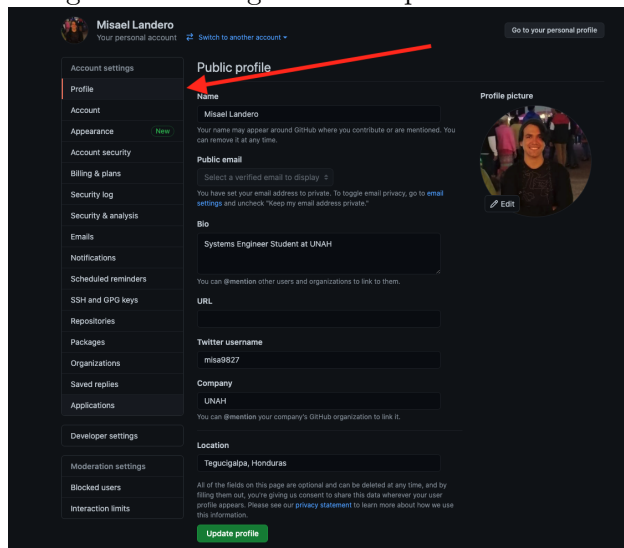 Misael Landero
Your personal account
Switch to another account
Go to your personal profile
Account settings
Profile
Account
Appearance
New
Account security
Billing & plans
Security log
Security & analysis
Emails
Notifications
Scheduled reminders
SSH and GPG keys
Repositories
Packages
Organizations
Saved replies
Applications
Developer settings
Moderation settings
Blocked users
Interaction limits
Public profile
Name
Misael Landero
Your name may appear around GitHub where you contribute or are mentioned. You
can remove it at any time.
Public email
Select a verified email to display
You have set your email address to private. To toggle email privacy, go to email
settings and uncheck "Keep my email address private."
Bio
Systems Engineer Student at UNAH
You can @mention other users and organizations to link to them.
URL
Twitter username
misa9827
Company
UNAH
You can @mention your company's GitHub organization to link it.
Location
Tegucigalpa, Honduras
All of the fields on this page are optional and can be deleted at any time, and by
filling them out, you're giving us consent to share this data wherever your user
profile appears. Please see our privacy statement to learn more about how we use
this information.
Update profile
Profile picture
Edit